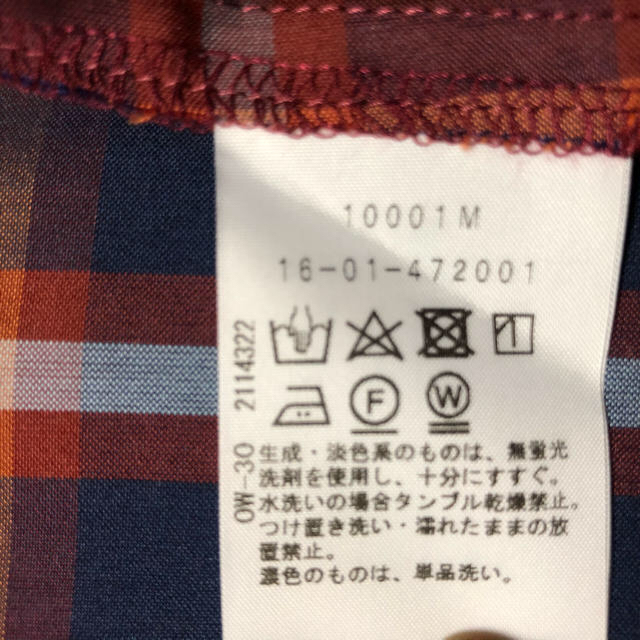 10001M
16-01-472001
F
W
OW-30 2114322
生成・淡色系のものは、無蛍光
洗剤を使用し、十分にすすぐ。
水洗いの場合タンブル乾燥禁止。
つけ置き洗い・濡れたままの放
置禁止。
濃色のものは、単品洗い。